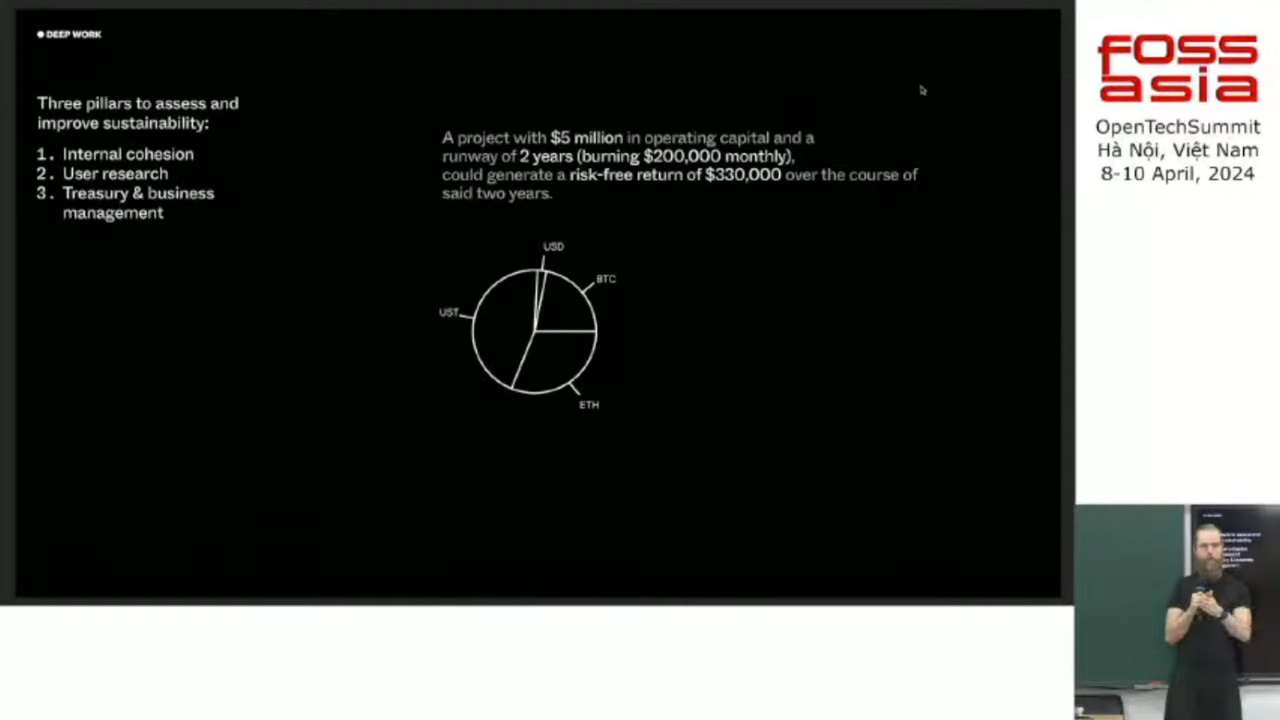 DEEP WORK
Three pillars to assess and
improve sustainability:
1. Internal cohesion
2. User research
3. Treasury & business
management
A project with $5 million in operating capital and a
runway of 2 years (burning $200,000 monthly),
could generate a risk-free return of $330,000 over the course of
said two years.
USD
BTC
UST
ETH
FOSS
asia
OpenTechSummit
Hà Nội, Việt Nam
8-10 April, 2024